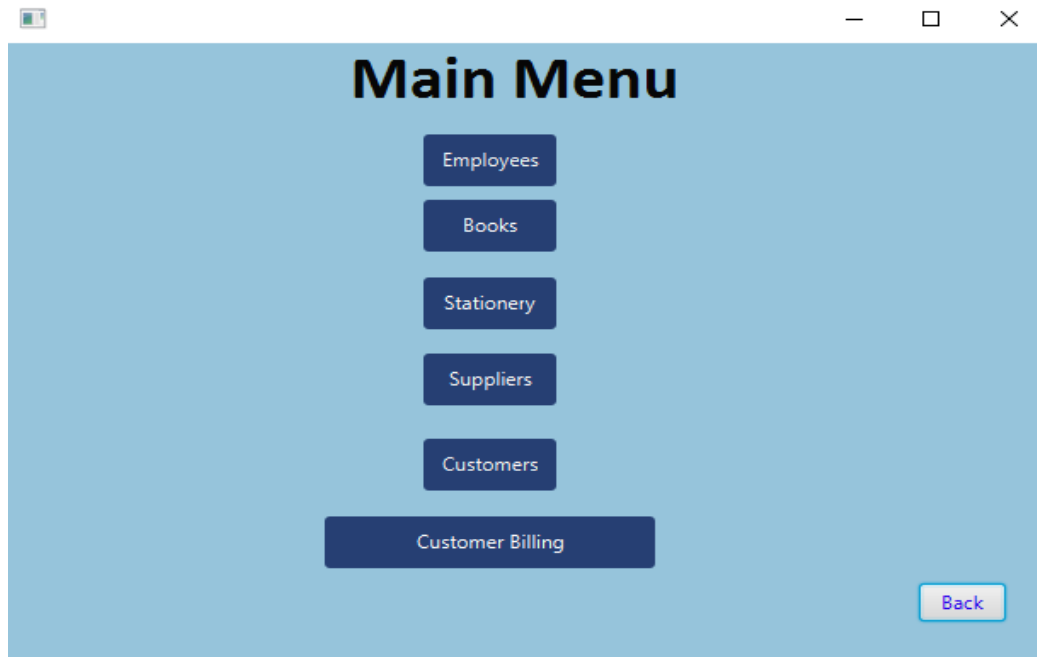 Main Menu
Employees
Books
Stationery
Suppliers
Customers
Customer Billing
Back